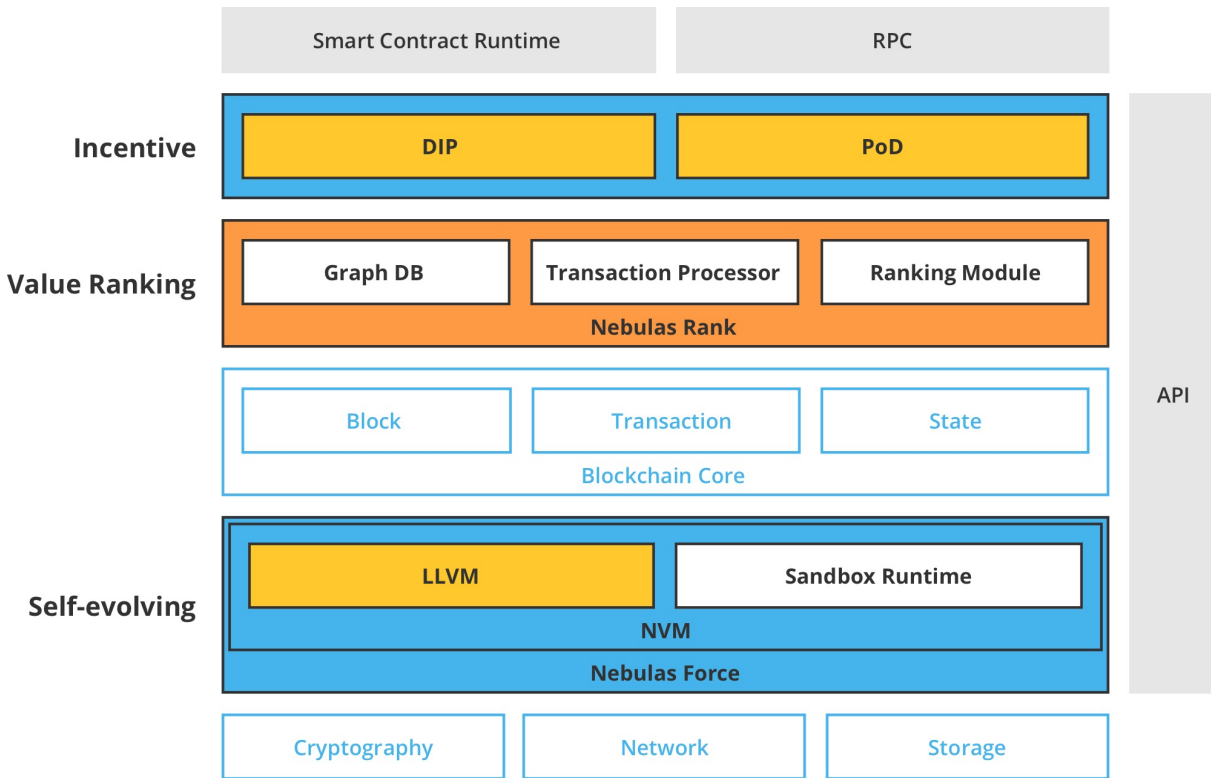 Smart Contract Runtime
RPC
Incentive
DIP
PoD
Value Ranking
Graph DB
Transaction Processor
Ranking Module
Nebulas Rank
API
Block
Transaction
State
Blockchain Core
Self-evolving
LLVM
Sandbox Runtime
NVM
Nebulas Force
Cryptography
Network
Storage